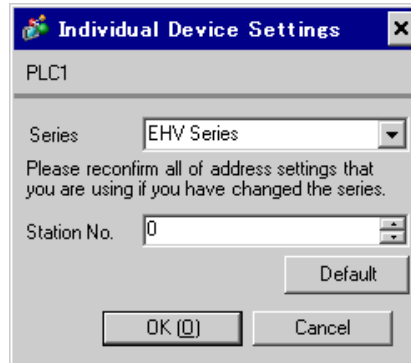 Individual Device Settings
PLC1
Series EHV Series
Please reconfirm all of address settings that
you are using if you have changed the series.
Station No. 0
Default
OK (O) Cancel